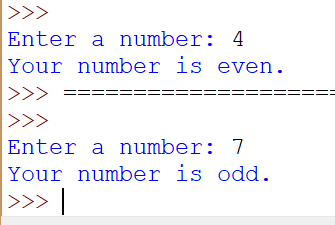 >>>
Enter a number: 4
Your number is even.
>>> ====================
>>>
Enter a number: 7
Your number is odd.
>>>